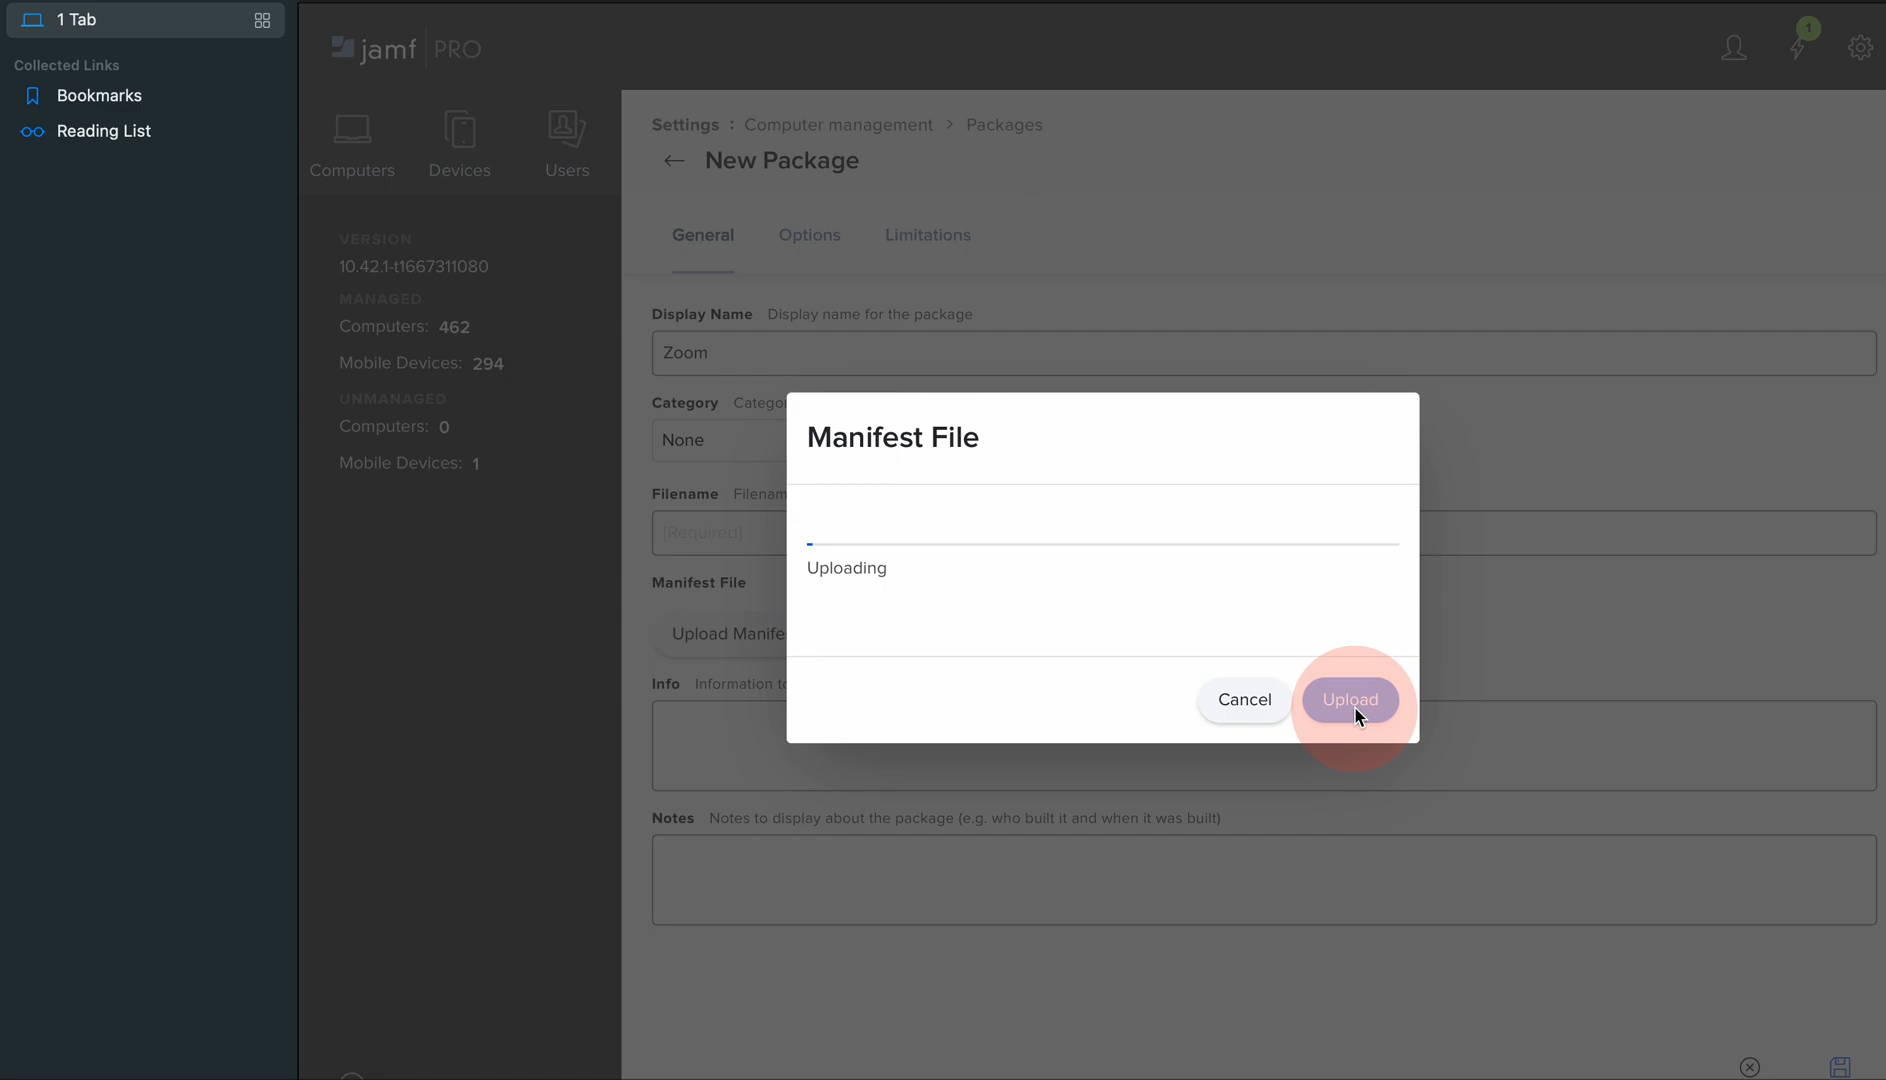 1 Tab
Collected Links
Bookmarks
Reading List
jamf PRO
1
Computers
Devices
Users
VERSION
10.42.1-t1667311080
MANAGED
Computers: 462
Mobile Devices: 294
UNMANAGED
Computers: 0
Mobile Devices: 1
Settings : Computer management > Packages
← New Package
General
Options
Limitations
Display Name Display name for the package
Zoom
Category Catego
None
Filename Filenam
[Required]
Manifest File
Upload Manife
Info Information to
Notes Notes to display about the package (e.g. who built it and when it was built)
Manifest File
Uploading
Cancel
Upload